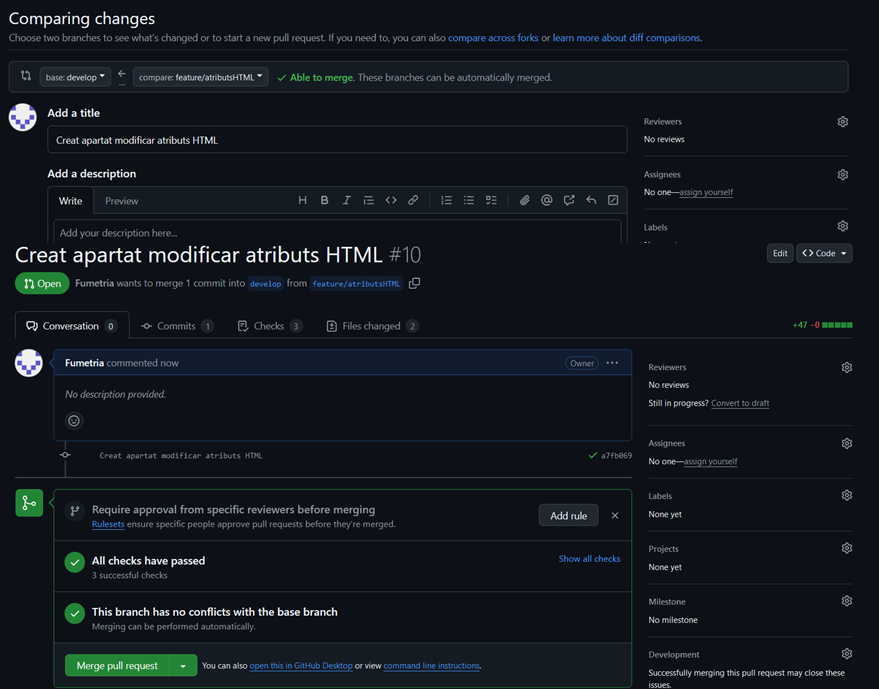 Comparing changes
Choose two branches to see what's changed or to start a new pull request. If you need to, you can also compare across forks or learn more about diff comparisons.
base: develop ← compare: feature/atributsHTML ✓ Able to merge. These branches can be automatically merged.
...
Add a title
Creat apartat modificar atributs HTML
Add a description
Write Preview
Add your description here...
Reviewers
No reviews
Assignees
No one—assign yourself
Labels
Creat apartat modificar atributs HTML #10
Edit <> Code
Open Fumetria wants to merge 1 commit into develop from feature/atributsHTML
Conversation 0 Commits 1 Checks 3 Files changed 2 +47 −0
Fumetria commented now Owner ...
No description provided.
Creat apartat modificar atributs HTML a7fb069
Require approval from specific reviewers before merging
Rulesets ensure specific people approve pull requests before they're merged.
Add rule
All checks have passed
3 successful checks
Show all checks
This branch has no conflicts with the base branch
Merging can be performed automatically.
Merge pull request You can also open this in GitHub Desktop or view command line instructions.
Reviewers
No reviews
Still in progress? Convert to draft
Assignees
No one—assign yourself
Labels
None yet
Projects
None yet
Milestone
No milestone
Development
Successfully merging this pull request may close these
issues.